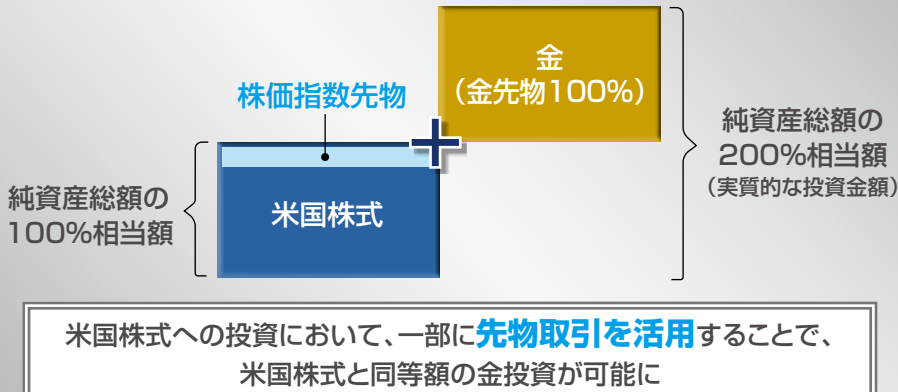 金
(金先物100%)
株価指数先物
純資産総額の
200%相当額
(実質的な投資金額)
純資産総額の
100%相当額
米国株式
米国株式への投資において、一部に先物取引を活用することで、
米国株式と同等額の金投資が可能に